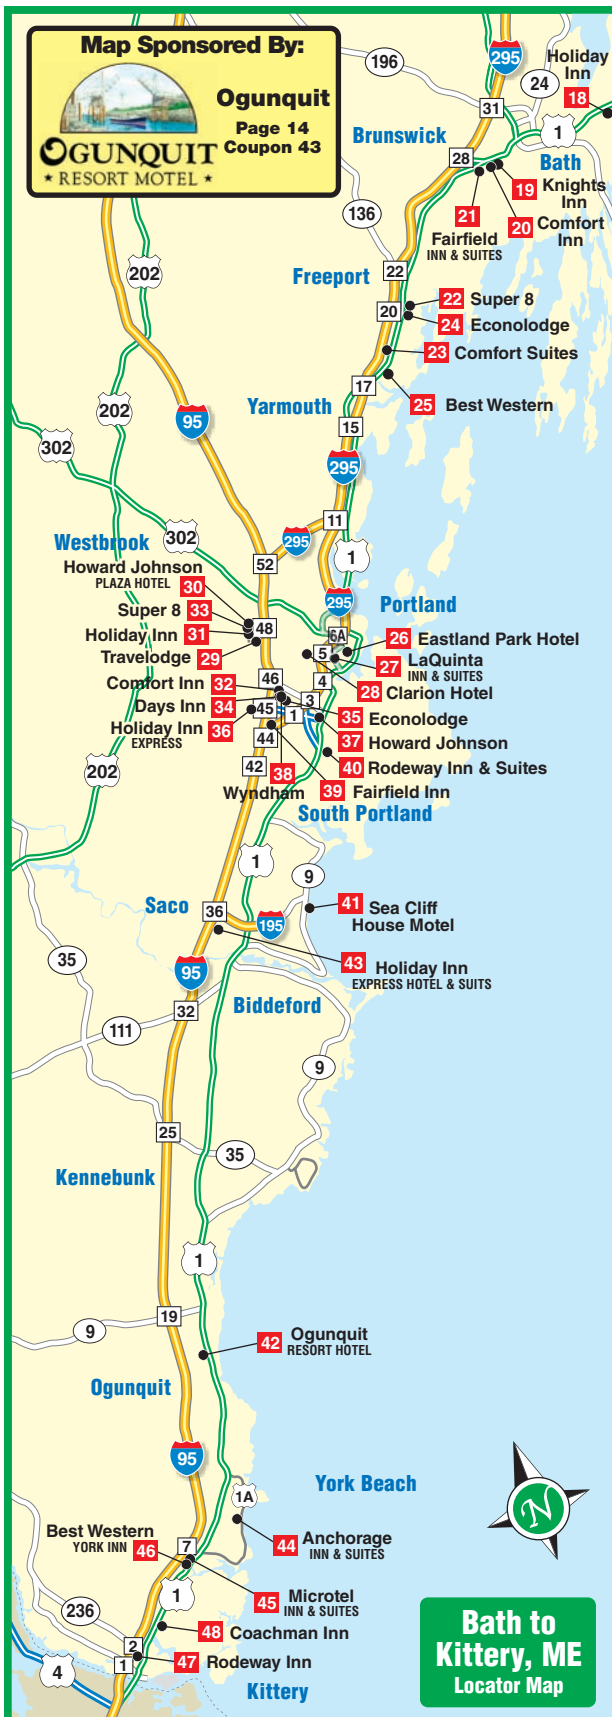 Map Sponsored By:
OGUNQUIT
★ RESORT MOTEL ★
Ogunquit
Page 14
Coupon 43
196
295
24
Holiday
Inn
18
31
1
Brunswick
28
Bath
19 Knights
Inn
20 Comfort
Inn
21
Fairfield
INN & SUITES
136
202
Freeport
22
20
22 Super 8
24 Econolodge
23 Comfort Suites
17
25 Best Western
Yarmouth
15
202
95
302
295
11
295
1
302
Westbrook
52
Howard Johnson
PLAZA HOTEL
30
295
Portland
Super 8 33
48
Holiday Inn 31
Travelodge 29
6A
26 Eastland Park Hotel
5
27 LaQuinta
INN & SUITES
28 Clarion Hotel
4
46
Comfort Inn 32
3
Days Inn 34
45
1
35 Econolodge
Holiday Inn 36
EXPRESS
44
37 Howard Johnson
42
38
Wyndham
40 Rodeway Inn & Suites
39 Fairfield Inn
202
South Portland
1
9
Saco
36
195
41 Sea Cliff
House Motel
35
95
43 Holiday Inn
EXPRESS HOTEL & SUITS
32
Biddeford
111
9
25
35
Kennebunk
1
19
9
42 Ogunquit
RESORT HOTEL
Ogunquit
95
York Beach
1A
N
Best Western
YORK INN 46
7
44 Anchorage
INN & SUITES
1
45 Microtel
INN & SUITES
236
48 Coachman Inn
2
1
47 Rodeway Inn
4
Kittery
Bath to
Kittery, ME
Locator Map